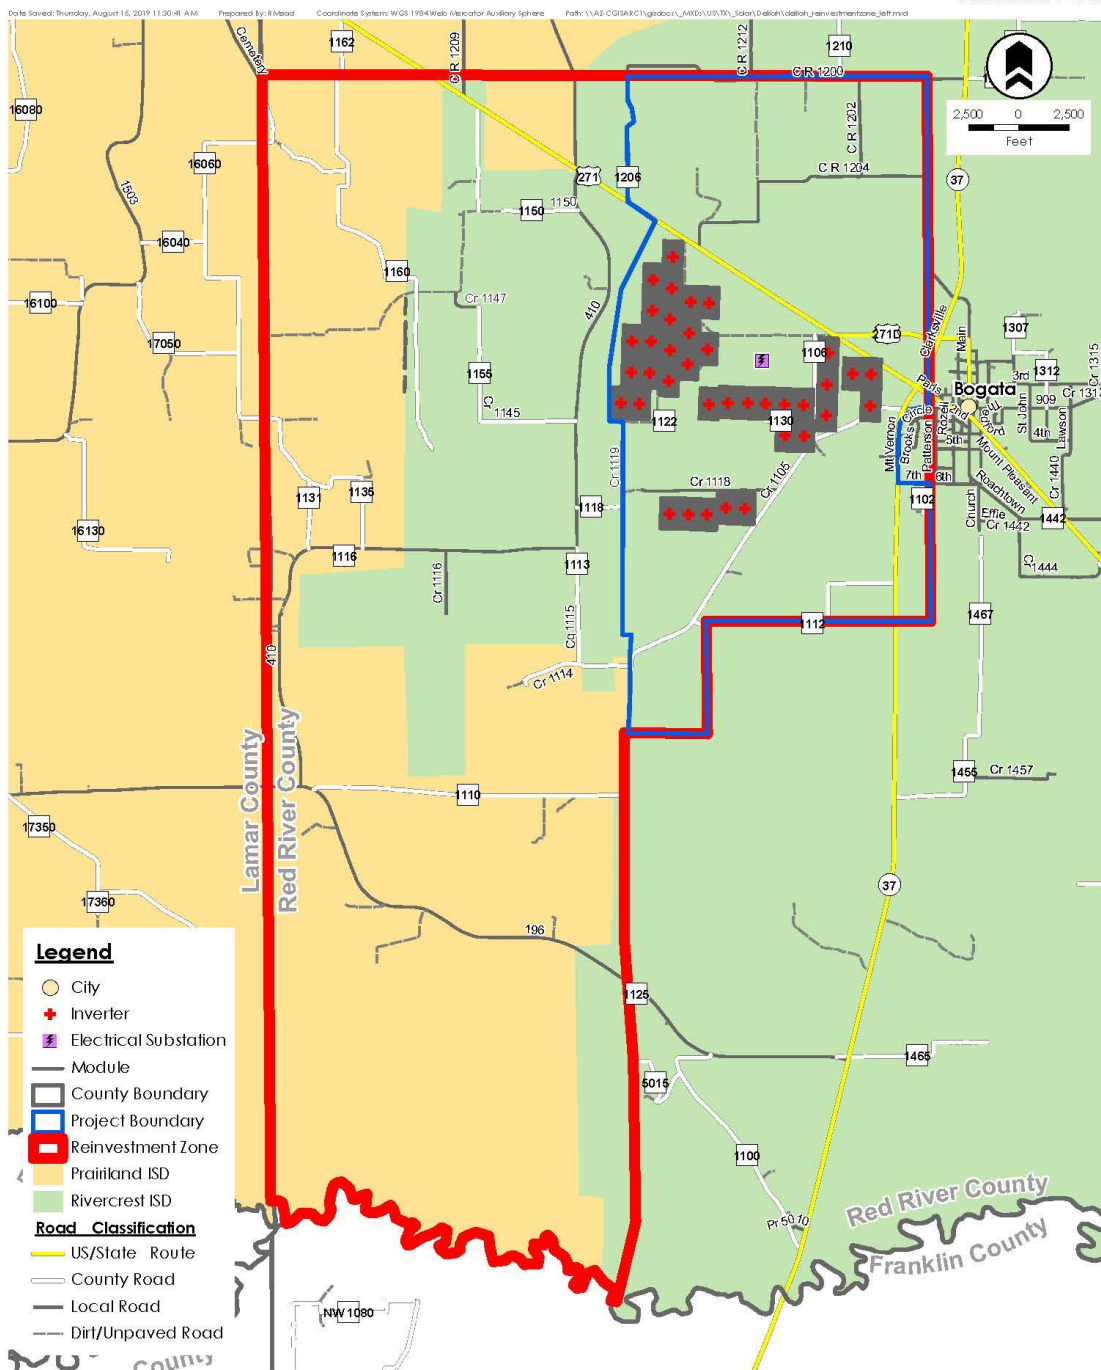 Date Saved: Thursday, August 15, 2019 11:30:41 AM Prepared By: RMead Coordinate System: WGS 1984 Web Mercator Auxiliary Sphere
Cemetery
1162
C R 1209
C R 1212
1210
C R 1200
2,500 0 2,500
Feet
16080
16060
1503
271
1206
C R 1202
C R 1204
37
1150
1150
16040
1160
16100
Cr 1147
410
17050
1155
Cr 1145
1106
271D
Clarksville
Main
1307
3rd
1312
Cr 1315
909
Paris
Bogata
1122
1130
Circle
2nd
St John
4th
Lawson
Mt Vernon
Brooks
Patterson
Rozell
5th
Mount Pleasant
Cr 1119
Cr 1118
Cr 1105
7th
6th
Roachtown
Cr 1440
1131
1135
1118
1102
Church
Effie
Cr 1442
1442
16130
1116
Cr 1116
1113
Cr 1444
Cr 1115
1112
1467
410
Cr 1114
Lamar County
Red River County
1455
Cr 1457
1110
17350
37
17360
196
1125
1465
5015
1100
Pr 5010
Red River County
Franklin County
NW 1080
County
Legend
City
Inverter
Electrical Substation
Module
County Boundary
Project Boundary
Reinvestment Zone
Prairiland ISD
Rivercrest ISD
Road Classification
US/State Route
County Road
Local Road
Dirt/Unpaved Road